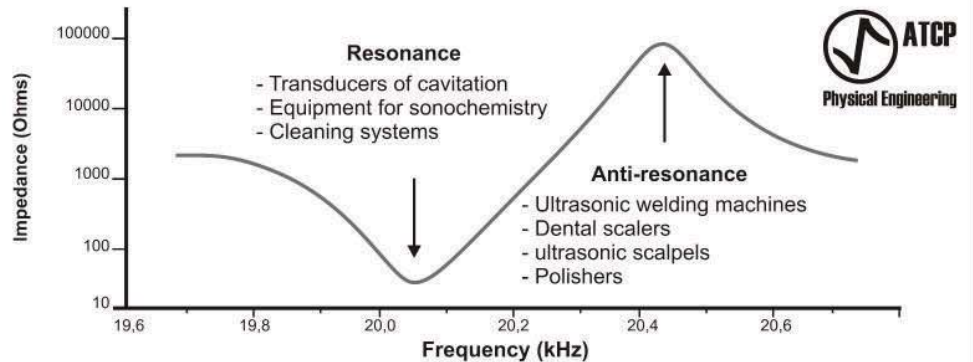 100000
10000
1000
100
10
Impedance (Ohms)
Resonance
- Transducers of cavitation
- Equipment for sonochemistry
- Cleaning systems
Anti-resonance
- Ultrasonic welding machines
- Dental scalers
- ultrasonic scalpels
- Polishers
ATCP
Physical Engineering
19,6 19,8 20,0 20,2 20,4 20,6
Frequency (kHz)